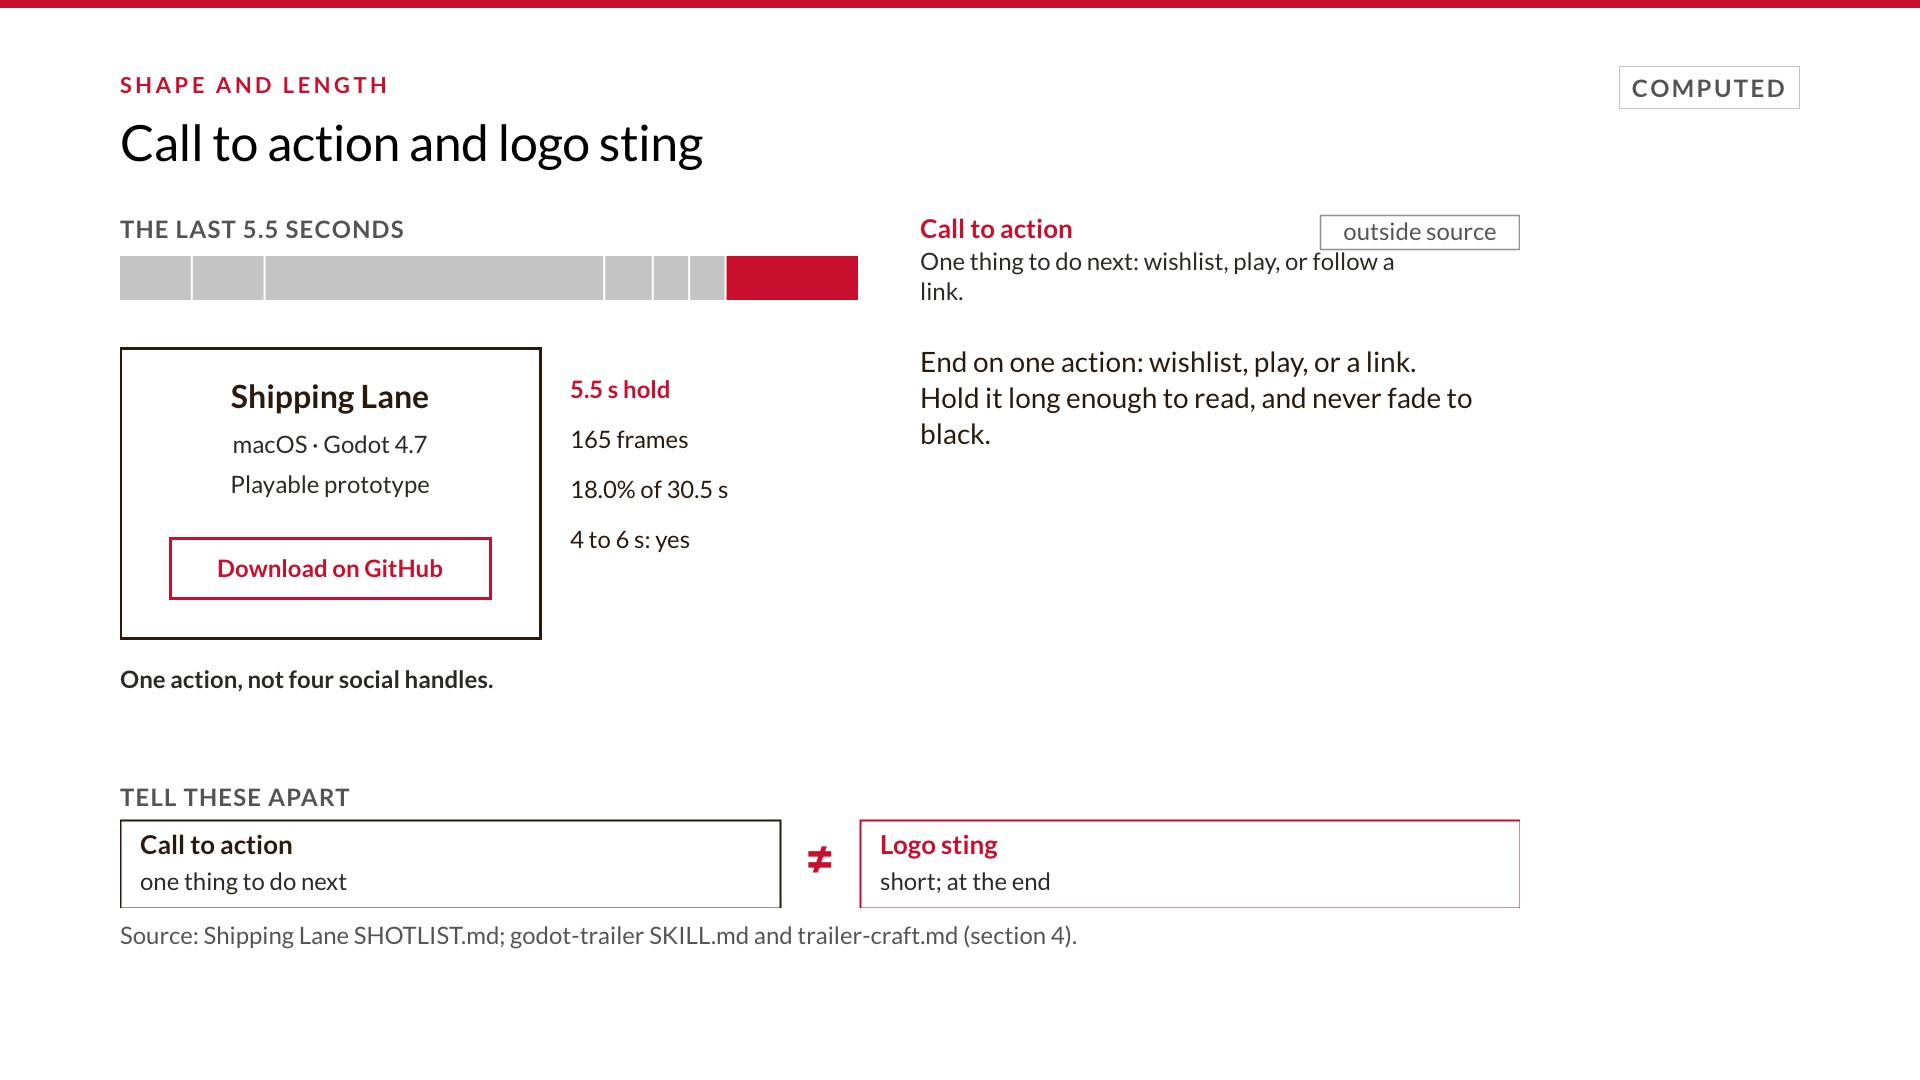 SHAPE AND LENGTH
COMPUTED
Call to action and logo sting
THE LAST 5.5 SECONDS
Call to action
outside source
One thing to do next: wishlist, play, or follow a
link.
Shipping Lane
macOS · Godot 4.7
Playable prototype
Download on GitHub
5.5 s hold
165 frames
18.0% of 30.5 s
4 to 6 s: yes
End on one action: wishlist, play, or a link.
Hold it long enough to read, and never fade to
black.
One action, not four social handles.
TELL THESE APART
Call to action
one thing to do next
≠
Logo sting
short; at the end
Source: Shipping Lane SHOTLIST.md; godot-trailer SKILL.md and trailer-craft.md (section 4).